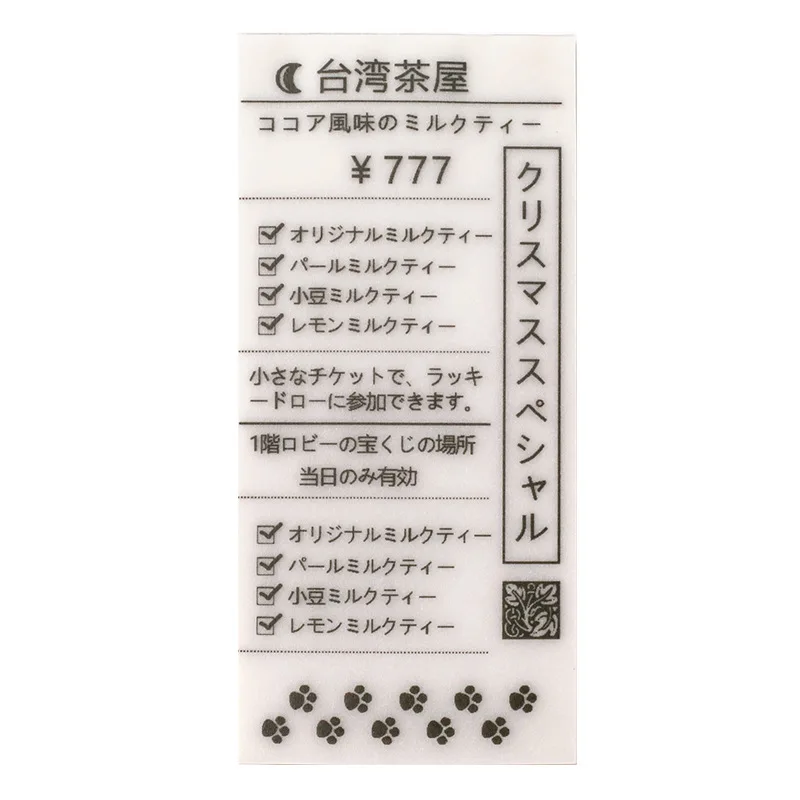 台湾茶屋
ココア風味のミルクティー
¥777
オリジナルミルクティー
パールミルクティー
小豆ミルクティー
レモンミルクティー
小さなチケットで、ラッキ
ードローに参加できます。
1階ロビーの宝くじの場所
当日のみ有効
オリジナルミルクティー
パールミルクティー
小豆ミルクティー
レモンミルクティー
クリスマススペシャル